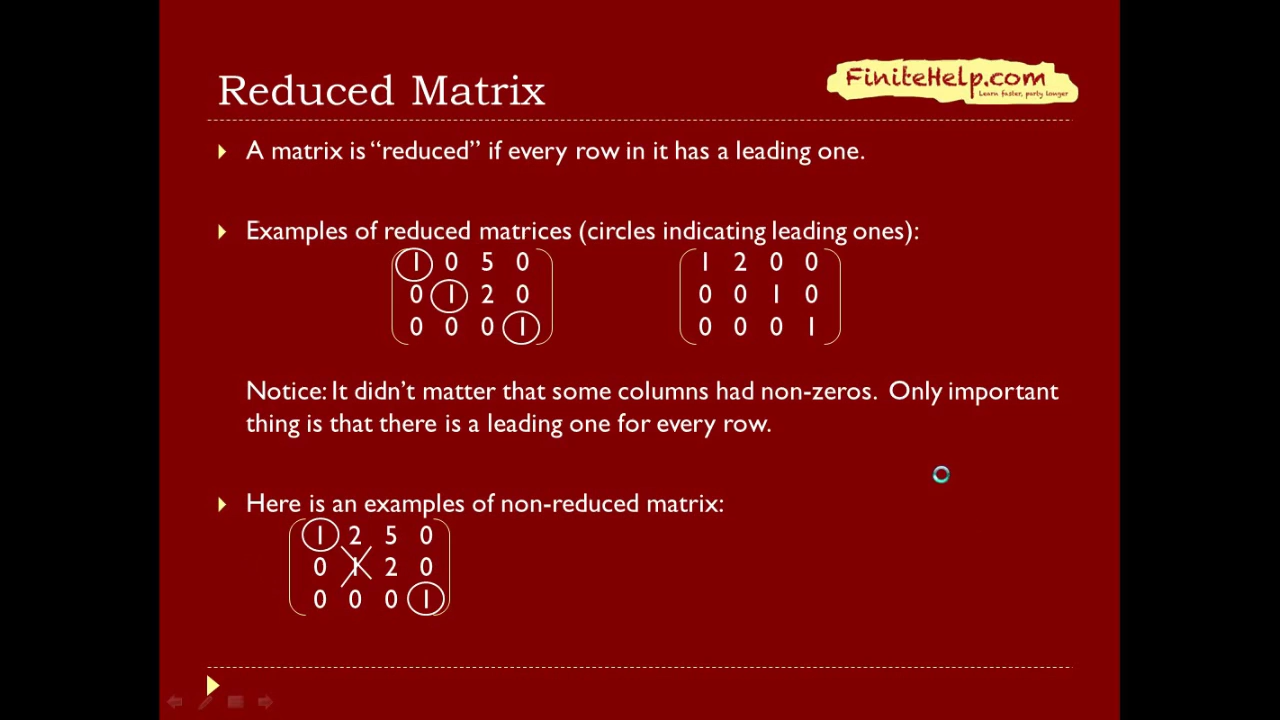 Reduced Matrix
FiniteHelp.com
Learn faster, party longer
A matrix is “reduced” if every row in it has a leading one.
Examples of reduced matrices (circles indicating leading ones):
1 0 5 0
0 1 2 0
0 0 0 1
1 2 0 0
0 0 1 0
0 0 0 1
Notice: It didn’t matter that some columns had non-zeros. Only important
thing is that there is a leading one for every row.
Here is an examples of non-reduced matrix:
1 2 5 0
0 1 2 0
0 0 0 1